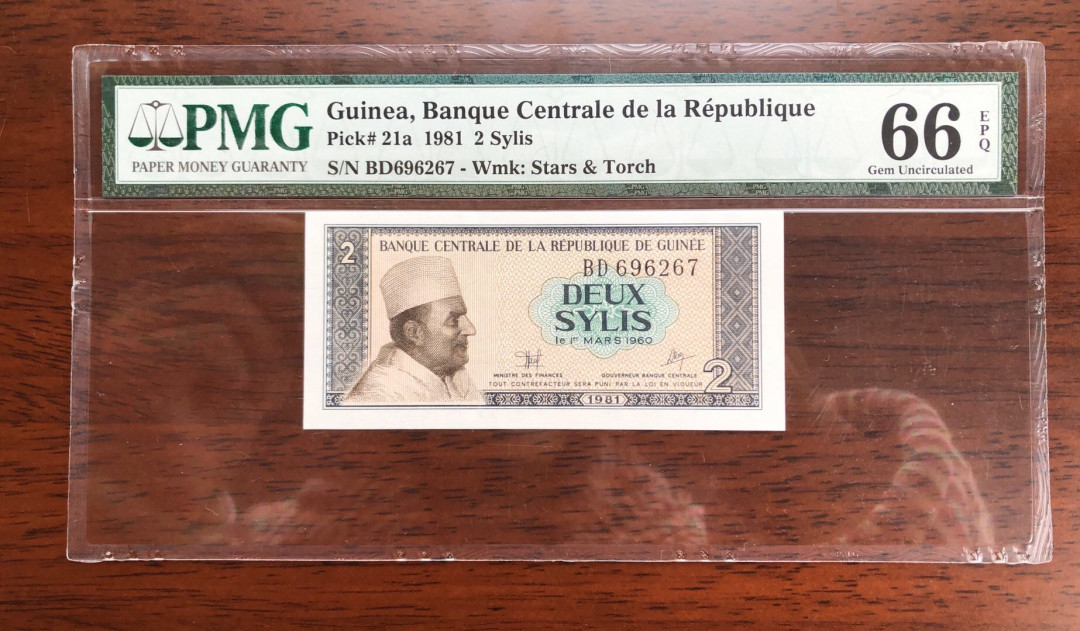 PMG
PAPER MONEY GUARANTY
Guinea, Banque Centrale de la République
Pick# 21a 1981 2 Sylis
S/N BD696267 - Wmk: Stars & Torch
66
EPQ
Gem Uncirculated
2
BANQUE CENTRALE DE LA RÉPUBLIQUE DE GUINÉE
BD 696267
DEUX
SYLIS
le 1er MARS 1960
MINISTRE DES FINANCES
GOUVERNEUR BANQUE CENTRALE
TOUT CONTREFACTEUR SERA PUNI PAR LA LOI EN VIGUEUR
2
1981